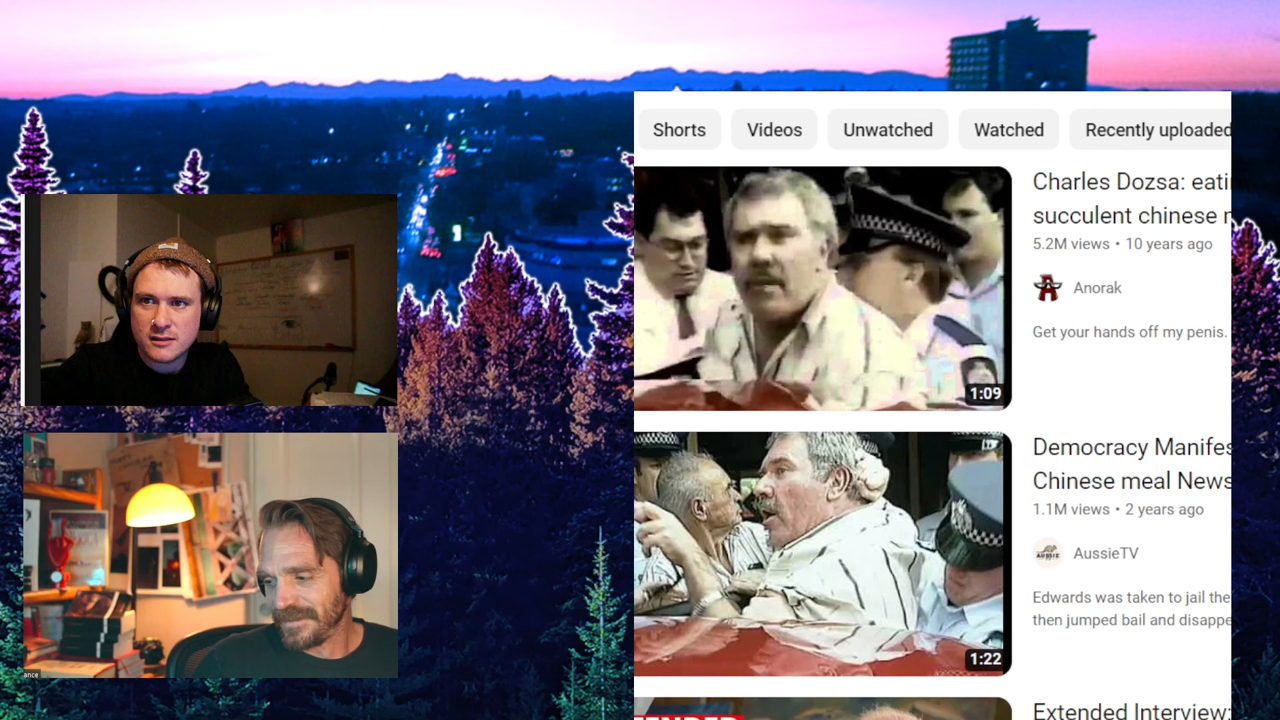 Shorts
Videos
Unwatched
Watched
Recently uploaded
Charles Dozsa: eati
succulent chinese
5.2M views • 10 years ago
Anorak
Get your hands off my penis.
1:09
Democracy Manifes
Chinese meal News
1.1M views • 2 years ago
AussieTV
Edwards was taken to jail the
then jumped bail and disappe
1:22
Extended Interview:
ance